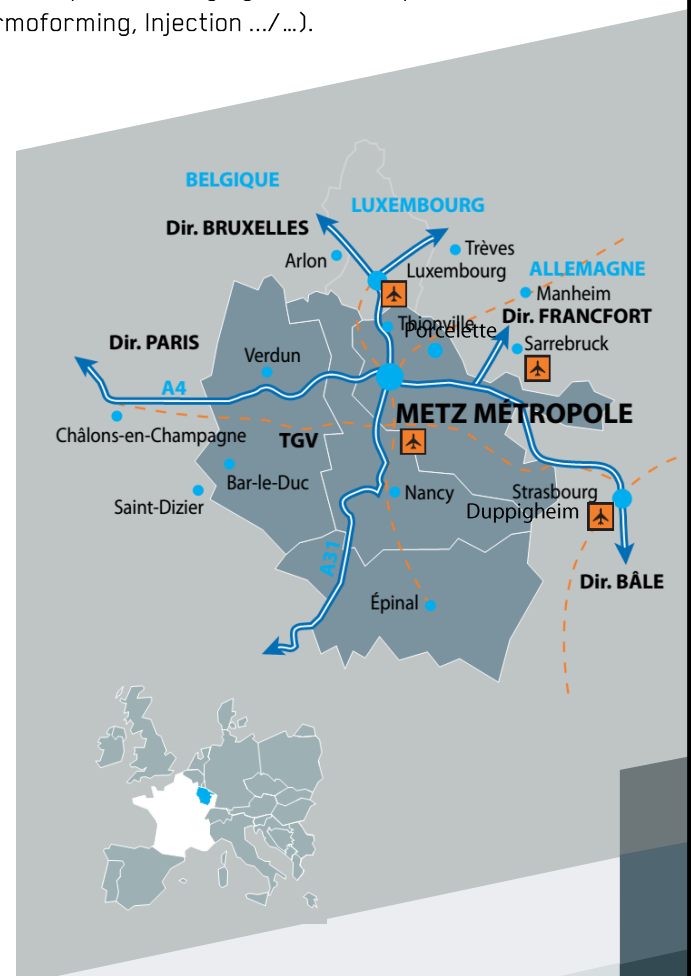 rmoforming, Injection .../...).
BELGIQUE
LUXEMBOURG
Dir. BRUXELLES
Trèves
Arlon
Luxembourg
ALLEMAGNE
Manheim
Dir. FRANCFORT
Thionville
Porcelette
Dir. PARIS
Sarrebruck
Verdun
A4
METZ MÉTROPOLE
Châlons-en-Champagne
TGV
Bar-le-Duc
Nancy
Strasbourg
Saint-Dizier
Duppigheim
A31
Dir. BÂLE
Épinal